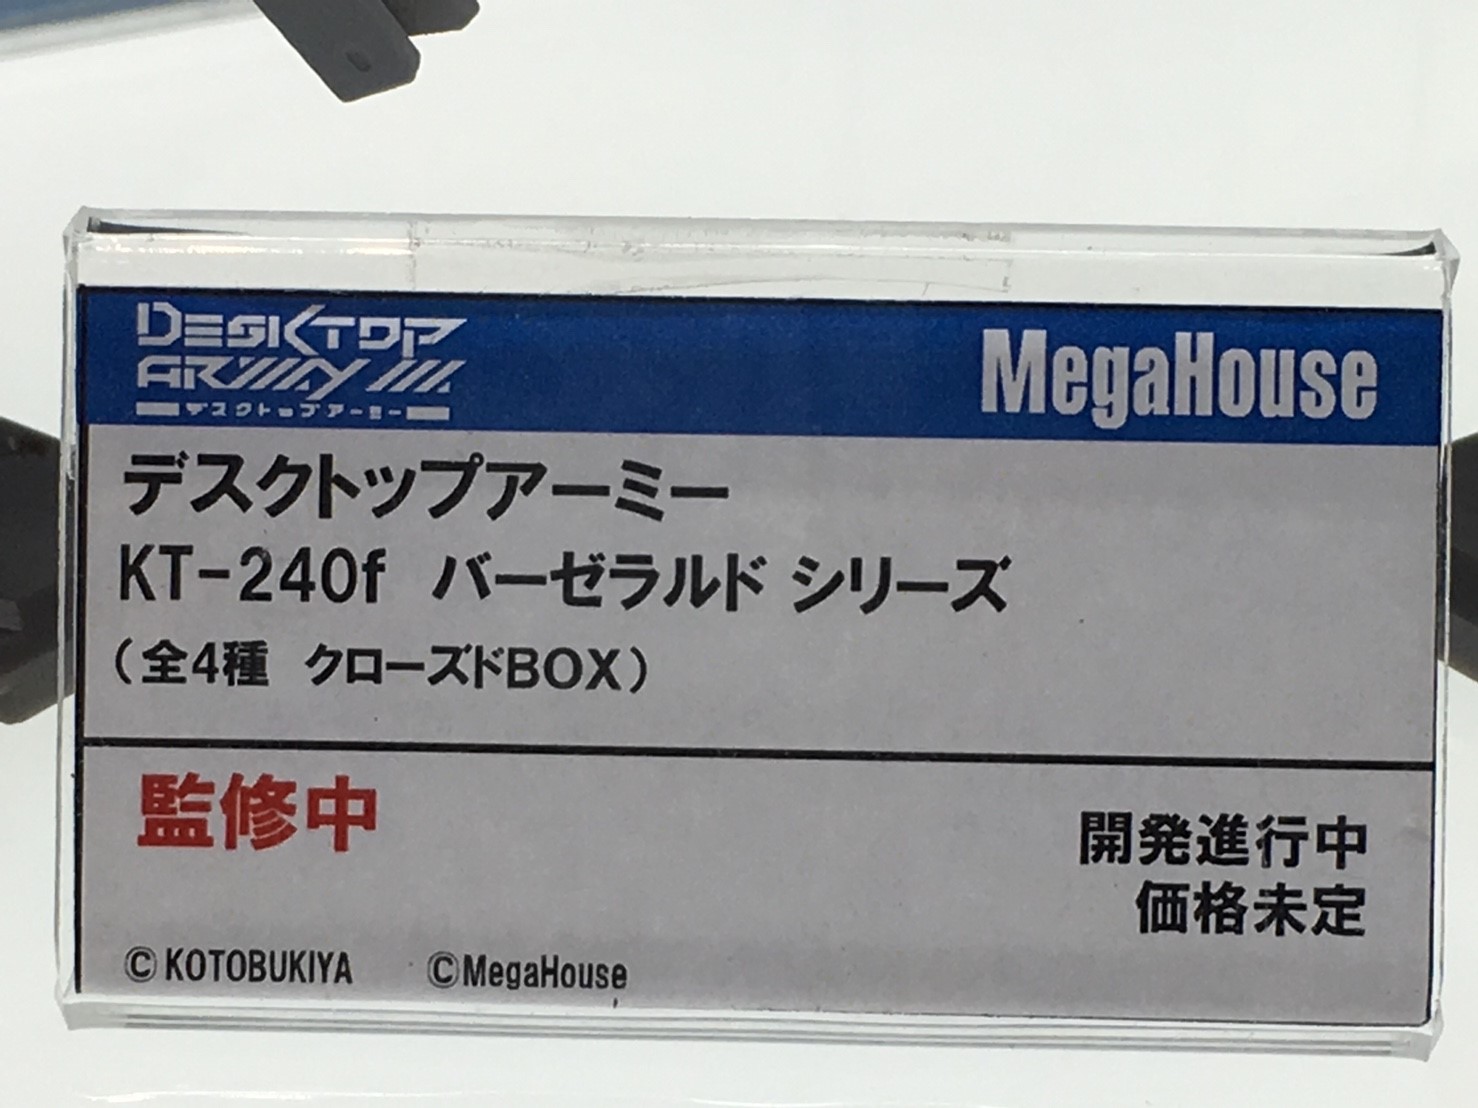 DESKTOP
ARMY
デスクトップアーミー
MegaHouse
デスクトップアーミー
KT-240f バーゼラルド シリーズ
（全4種 クローズドBOX）
監修中
開発進行中
価格未定
©KOTOBUKIYA ©MegaHouse